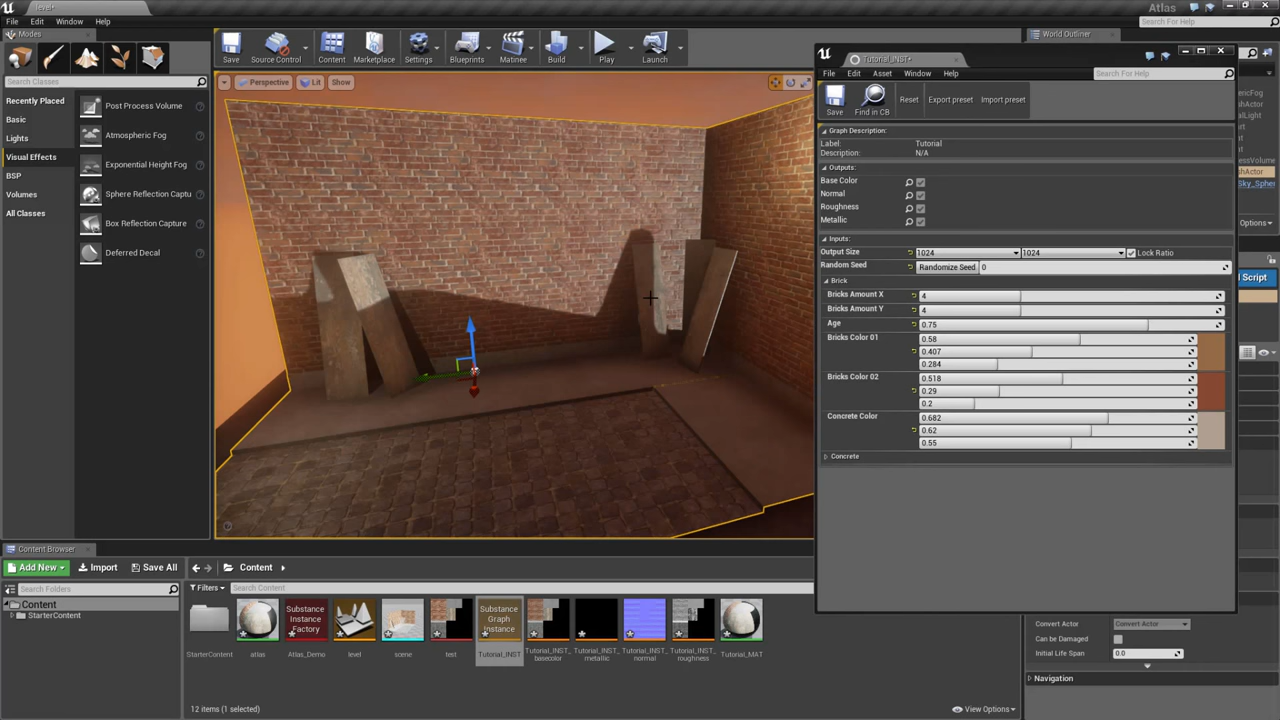 level*
Atlas
File Edit Window Help
Search For Help
Modes
World Outliner
Search Classes
Save
Source Control
Content
Marketplace
Settings
Blueprints
Matinee
Build
Play
Launch
Perspective
Lit
Show
Recently Placed
Basic
Lights
Visual Effects
BSP
Volumes
All Classes
Post Process Volume
Atmospheric Fog
Exponential Height Fog
Sphere Reflection Captu
Box Reflection Capture
Deferred Decal
Tutorial_INST*
File Edit Asset Window Help
Search For Help
Save
Find in CB
Reset
Export preset
Import preset
Graph Description:
Label: Tutorial
Description: N/A
Outputs:
Base Color
Normal
Roughness
Metallic
Inputs:
Output Size 1024 1024 Lock Ratio
Random Seed Randomize Seed 0
Brick
Bricks Amount X 4
Bricks Amount Y 4
Age 0.75
Bricks Color 01 0.58
0.407
0.284
Bricks Color 02 0.518
0.29
0.2
Concrete Color 0.682
0.62
0.55
Concrete
Options
Script
Content Browser
Add New
Import
Save All
Content
Search Folders
Filters
Search Content
Content
StarterContent
Substance Instance Factory
Substance Graph Instance
StarterContent
atlas
Atlas_Demo
level
scene
test
Tutorial_INST
Tutorial_INST_basecolor
Tutorial_INST_metallic
Tutorial_INST_normal
Tutorial_INST_roughness
Tutorial_MAT
12 items (1 selected)
View Options
Convert Actor Convert Actor
Can be Damaged
Initial Life Span 0.0
Navigation